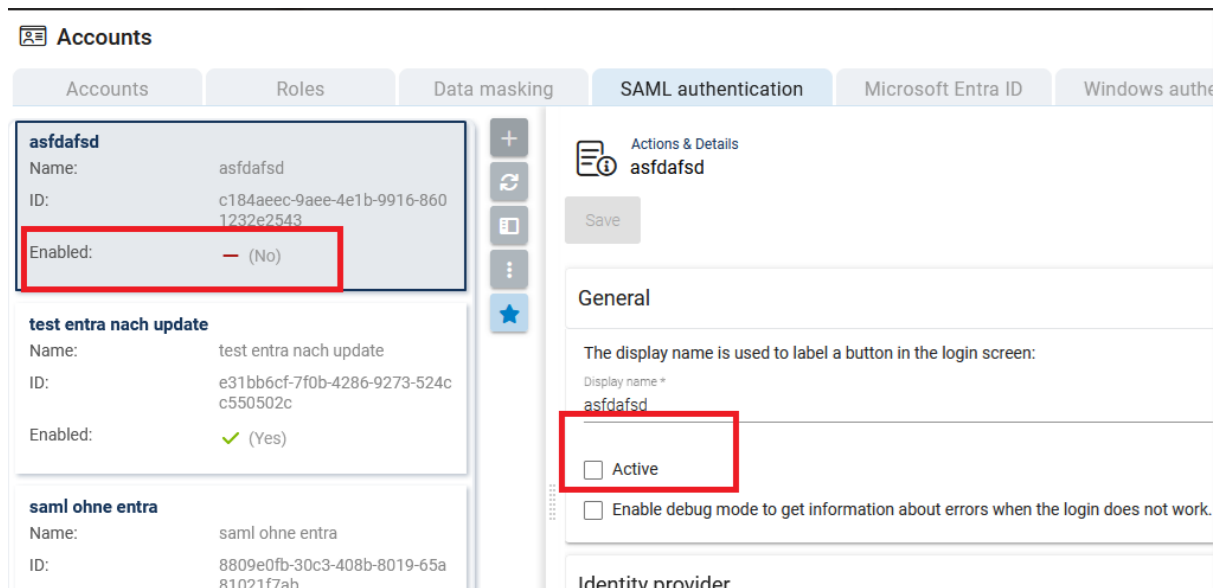 Accounts
Accounts Roles Data masking SAML authentication Microsoft Entra ID Windows authe
asfdafsd
Name: asfdafsd
ID: c184aeec-9aee-4e1b-9916-860
1232e2543
Enabled: (No)
test entra nach update
Name: test entra nach update
ID: e31bb6cf-7f0b-4286-9273-524c
c550502c
Enabled: (Yes)
saml ohne entra
Name: saml ohne entra
ID: 8809e0fb-30c3-408b-8019-65a
81021f7ab
Actions & Details
asfdafsd
Save
General
The display name is used to label a button in the login screen:
Display name *
asfdafsd
Active
Enable debug mode to get information about errors when the login does not work.
Identity provider